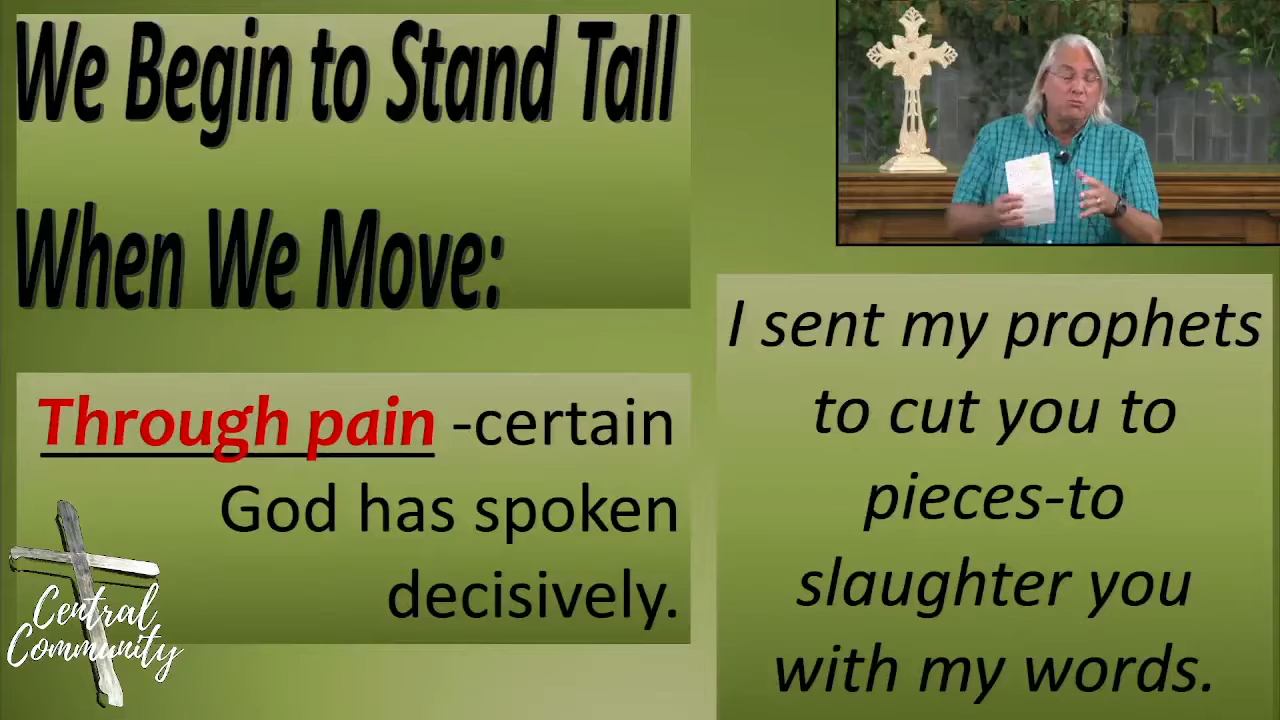 We Begin to Stand Tall
When We Move:
Through pain -certain
God has spoken
decisively.
Central
Community
I sent my prophets
to cut you to
pieces-to
slaughter you
with my words.